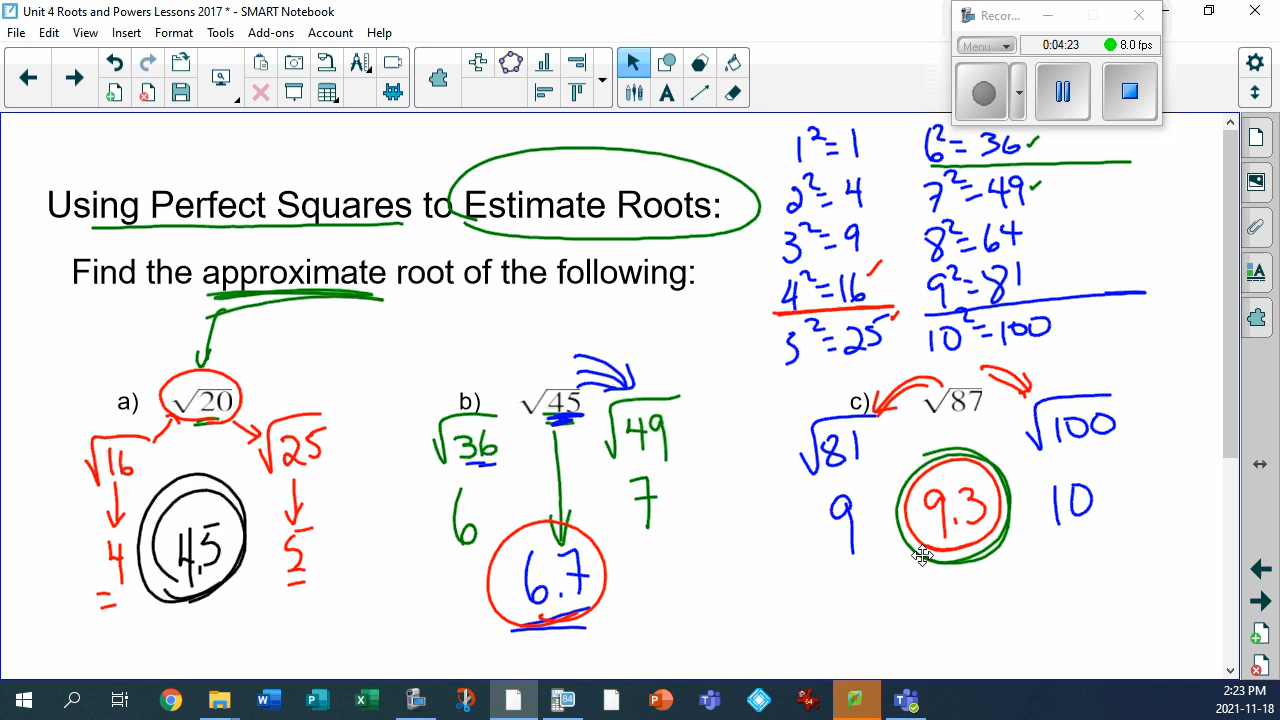 Unit 4 Roots and Powers Lessons 2017 * - SMART Notebook
File Edit View Insert Format Tools Add-ons Account Help
Recor...
Menu 0:04:23 8.0 fps
1² = 1
2² = 4
3² = 9
4² = 16
3² = 25
6² = 36
7² = 49
8² = 64
9² = 81
10² = 100
Using Perfect Squares to Estimate Roots:
Find the approximate root of the following:
a) √20
√16 √25
4 4.5 5
b) √45
√36 √49
6 7
6.7
c) √87
√81 √100
9 9.3 10
2:23 PM
2021-11-18